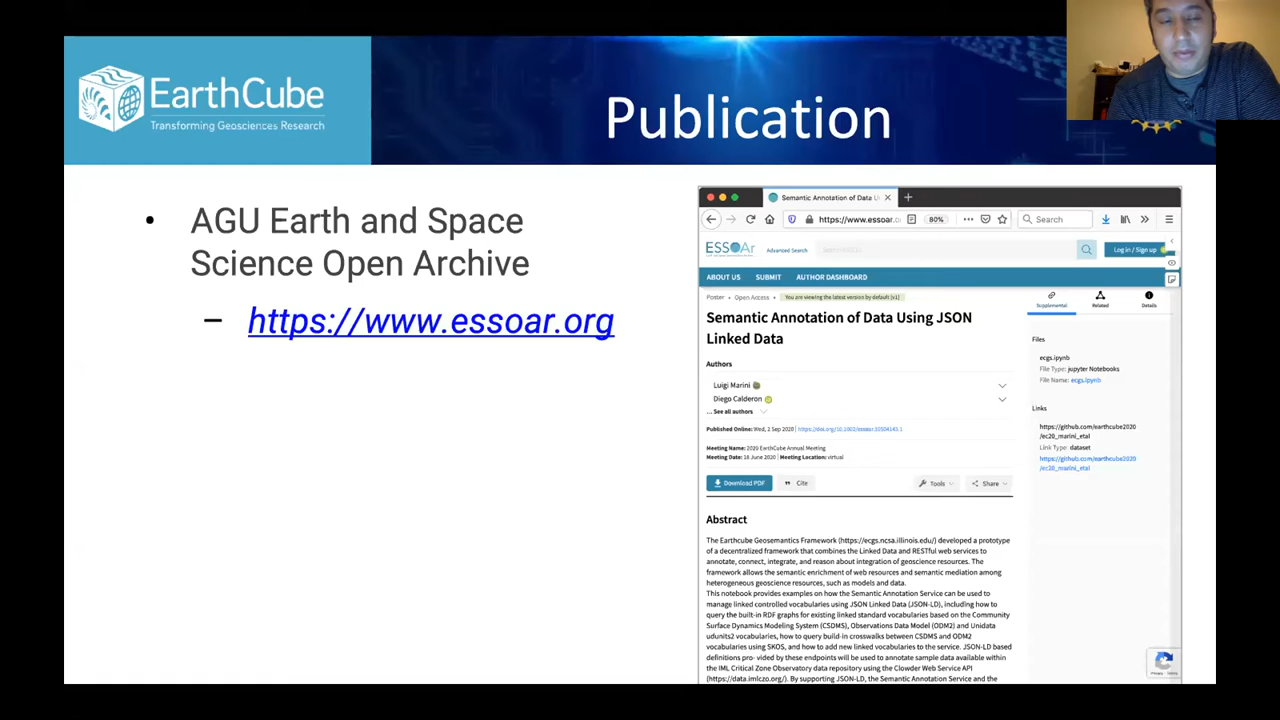 EarthCube
Transforming Geosciences Research
Publication
• AGU Earth and Space
Science Open Archive
– https://www.essoar.org
Semantic Annotation of Data U
https://www.essoar.o
80%
Search
ESSOAr
Advanced Search
Log in / Sign up
ABOUT US SUBMIT AUTHOR DASHBOARD
Poster • Open Access • You are viewing the latest version by default [v1]
Semantic Annotation of Data Using JSON
Linked Data
Authors
Luigi Marini
Diego Calderon
... See all authors
Published Online: Wed, 2 Sep 2020
Meeting Name: 2020 EarthCube Annual Meeting
Meeting Date: 18 June 2020 | Meeting Location: virtual
Download PDF
Cite
Tools
Share
Abstract
The Earthcube Geosemantics Framework (https://ecgs.ncsa.illinois.edu/) developed a prototype
of a decentralized framework that combines the Linked Data and RESTful web services to
annotate, connect, integrate, and reason about integration of geoscience resources. The
framework allows the semantic enrichment of web resources and semantic mediation among
heterogeneous geoscience resources, such as models and data.
This notebook provides examples on how the Semantic Annotation Service can be used to
manage linked controlled vocabularies using JSON Linked Data (JSON-LD), including how to
query the built-in RDF graphs for existing linked standard vocabularies based on the Community
Surface Dynamics Modeling System (CSDMS), Observations Data Model (ODM2) and Unidata
udunits2 vocabularies, how to query build-in crosswalks between CSDMS and ODM2
vocabularies using SKOS, and how to add new linked vocabularies to the service. JSON-LD based
definitions pro- vided by these endpoints will be used to annotate sample data available within
the IML Critical Zone Observatory data repository using the Clowder Web Service API
(https://data.imlczo.org/). By supporting JSON-LD, the Semantic Annotation Service and the
Supplemental
Related
Details
Files
ecgs.ipynb
File Type: jupyter Notebooks
File Name: ecgs.ipynb
Links
https://github.com/earthcube2020
/ec20_marini_etal
Link Type: dataset
https://github.com/earthcube2020
/ec20_marini_etal